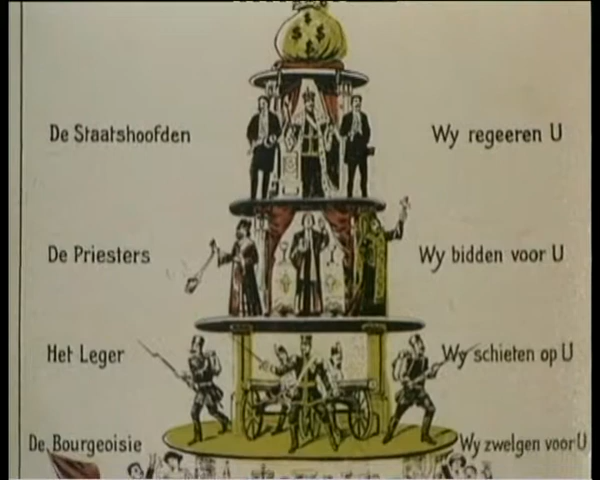 $ $ $ $
De Staatshoofden Wy regeeren U
De Priesters Wy bidden voor U
Het Leger Wy schieten op U
De Bourgeoisie Wy zwelgen voor U